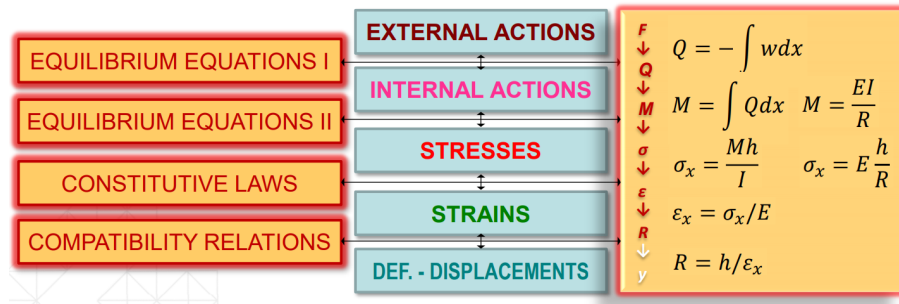 EXTERNAL ACTIONS
EQUILIBRIUM EQUATIONS I
INTERNAL ACTIONS
EQUILIBRIUM EQUATIONS II
STRESSES
CONSTITUTIVE LAWS
STRAINS
COMPATIBILITY RELATIONS
DEF. - DISPLACEMENTS
F
↓
Q
↓
M
↓
σ
↓
ε
↓
R
↓
y
Q = − ∫ wdx
M = ∫ Qdx   M = EI/R
σₓ = Mh/I   σₓ = E h/R
εₓ = σₓ/E
R = h/εₓ